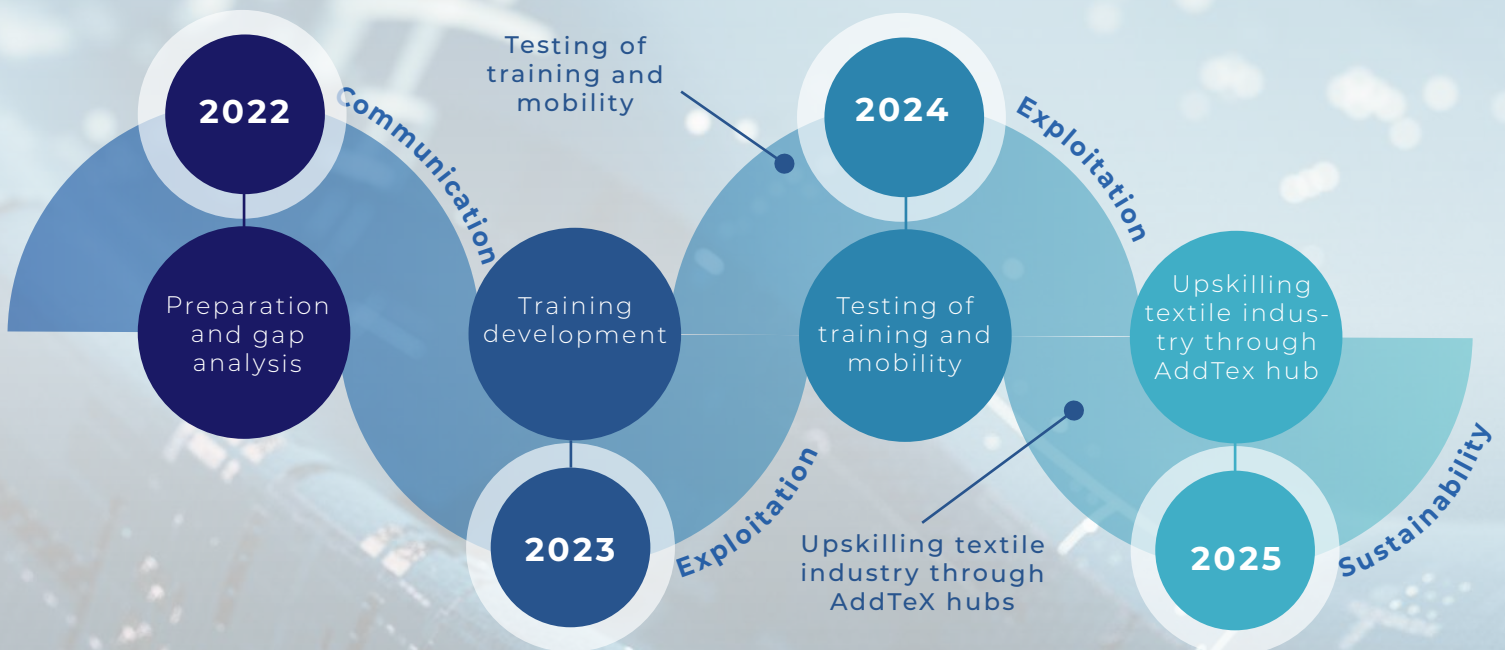 2022
Communication
Preparation
and gap
analysis
Training
development
2023
Exploitation
Testing of
training and
mobility
2024
Testing of
training and
mobility
Exploitation
Upskilling textile
industry through
AddTeX hubs
Upskilling
textile indus-
try through
AddTex hub
2025
Sustainability